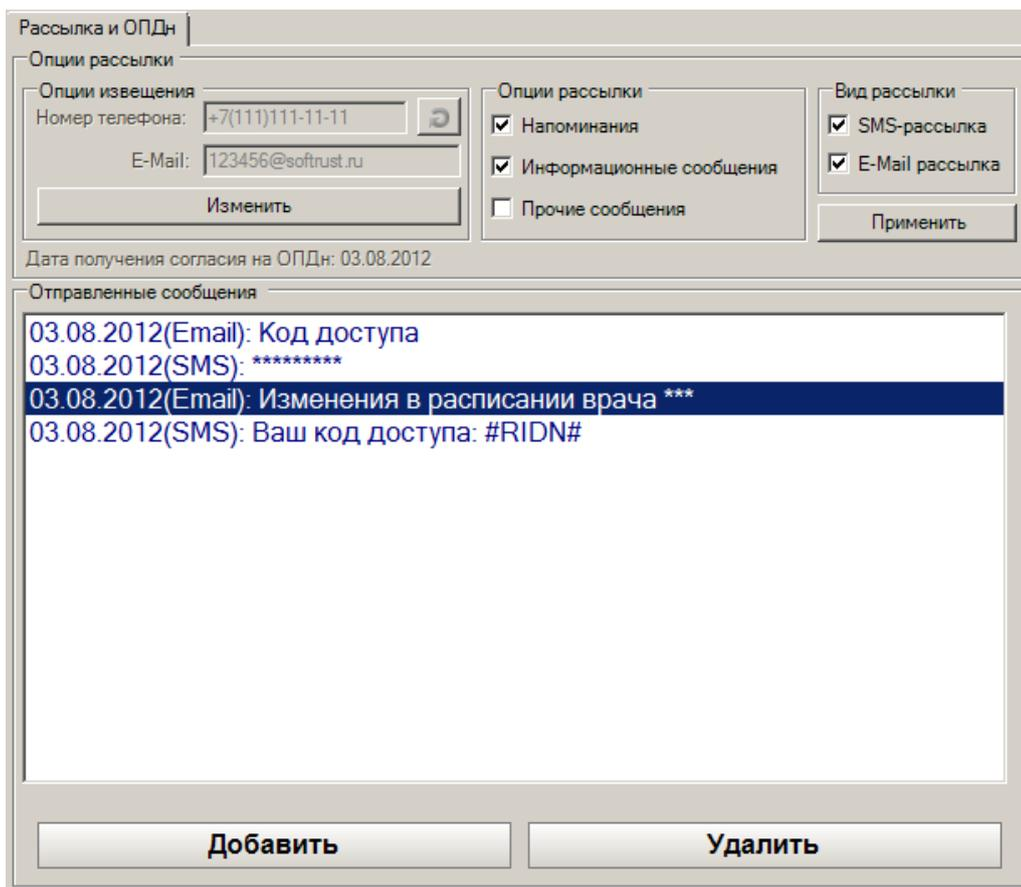 Рассылка и ОПДн
Опции рассылки
Опции извещения
Номер телефона: +7(111)111-11-11
E-Mail: 123456@softrust.ru
Изменить
Опции рассылки
Напоминания
Информационные сообщения
Прочие сообщения
Вид рассылки
SMS-рассылка
E-Mail рассылка
Применить
Дата получения согласия на ОПДн: 03.08.2012
Отправленные сообщения
03.08.2012(Email): Код доступа
03.08.2012(SMS): *********
03.08.2012(Email): Изменения в расписании врача ***
03.08.2012(SMS): Ваш код доступа: #RIDN#
Добавить
Удалить